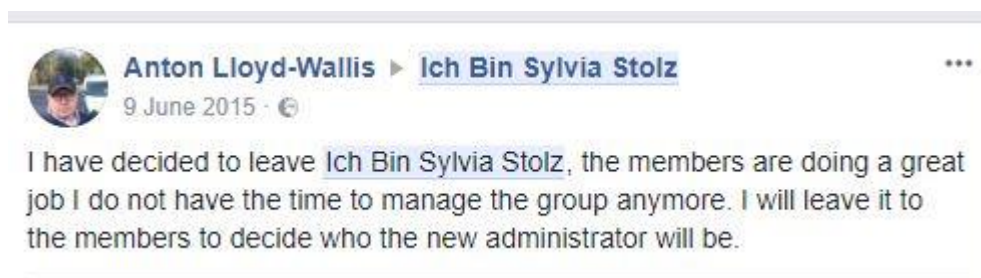 Anton Lloyd-Wallis ▸ Ich Bin Sylvia Stolz
9 June 2015 ·
I have decided to leave Ich Bin Sylvia Stolz, the members are doing a great
job I do not have the time to manage the group anymore. I will leave it to
the members to decide who the new administrator will be.